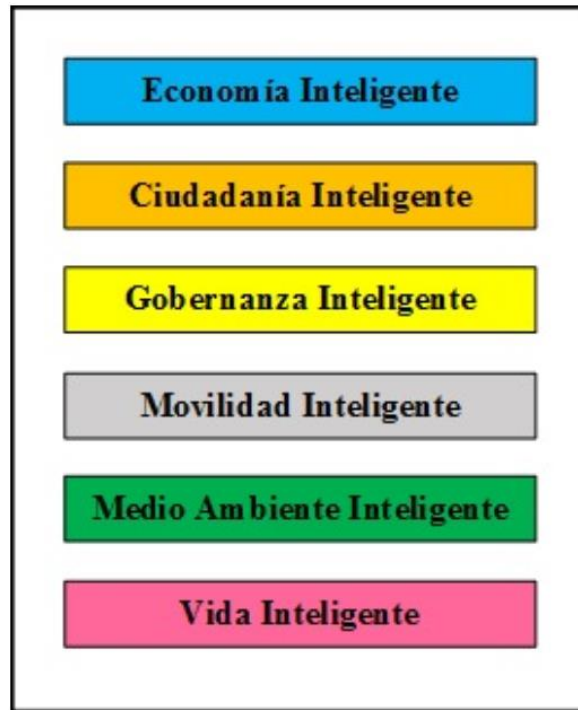 Economía Inteligente
Ciudadanía Inteligente
Gobernanza Inteligente
Movilidad Inteligente
Medio Ambiente Inteligente
Vida Inteligente